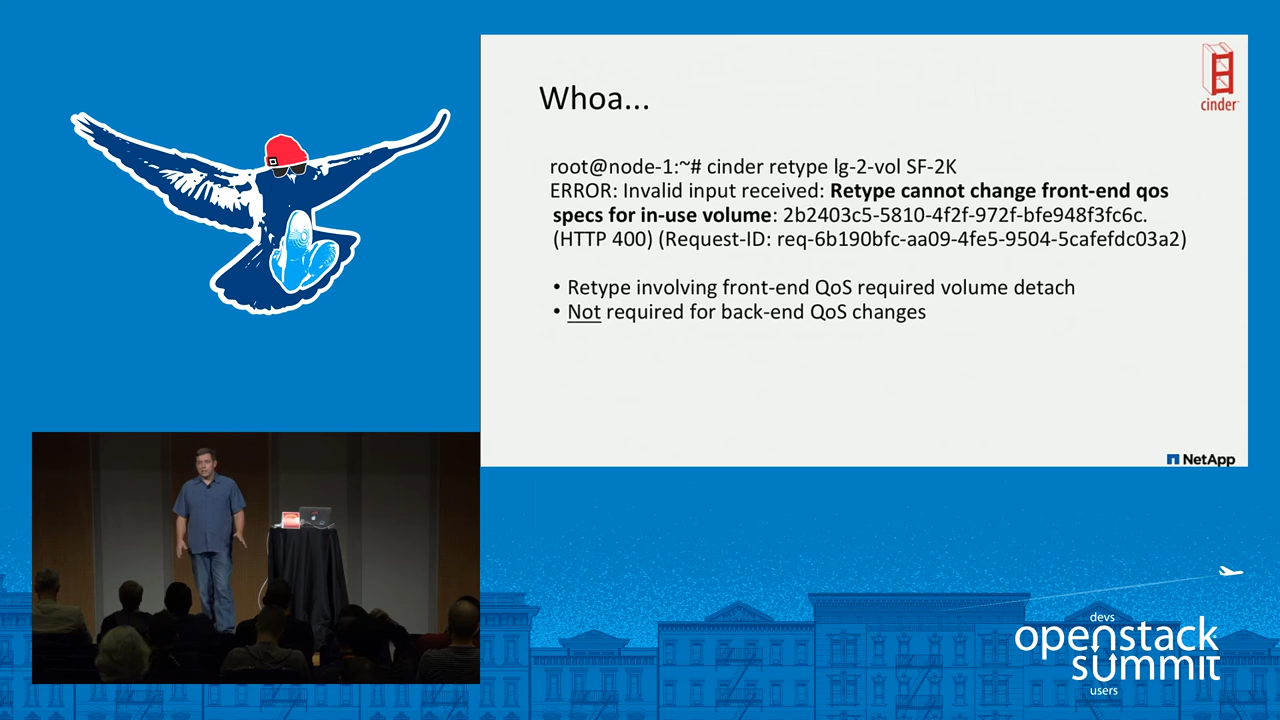 Whoa...
cinder
root@node-1:~# cinder retype lg-2-vol SF-2K
ERROR: Invalid input received: Retype cannot change front-end qos
specs for in-use volume: 2b2403c5-5810-4f2f-972f-bfe948f3fc6c.
(HTTP 400) (Request-ID: req-6b190bfc-aa09-4fe5-9504-5cafefdc03a2)
• Retype involving front-end QoS required volume detach
• Not required for back-end QoS changes
NetApp
devs
openstack
summit
users